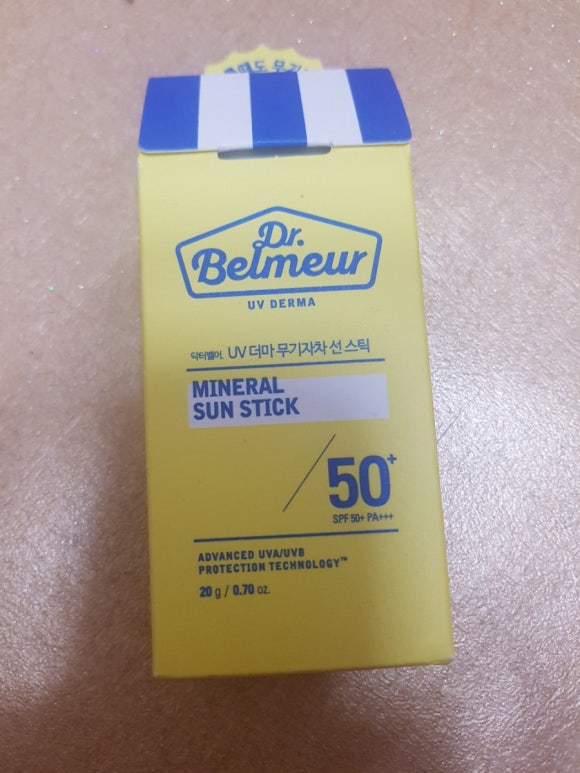 Dr.
Belmeur
UV DERMA
닥터벨머 UV 더마 무기자차 선 스틱
MINERAL
SUN STICK
50+
SPF 50+ PA+++
ADVANCED UVA/UVB
PROTECTION TECHNOLOGY™
20 g / 0.70 oz.